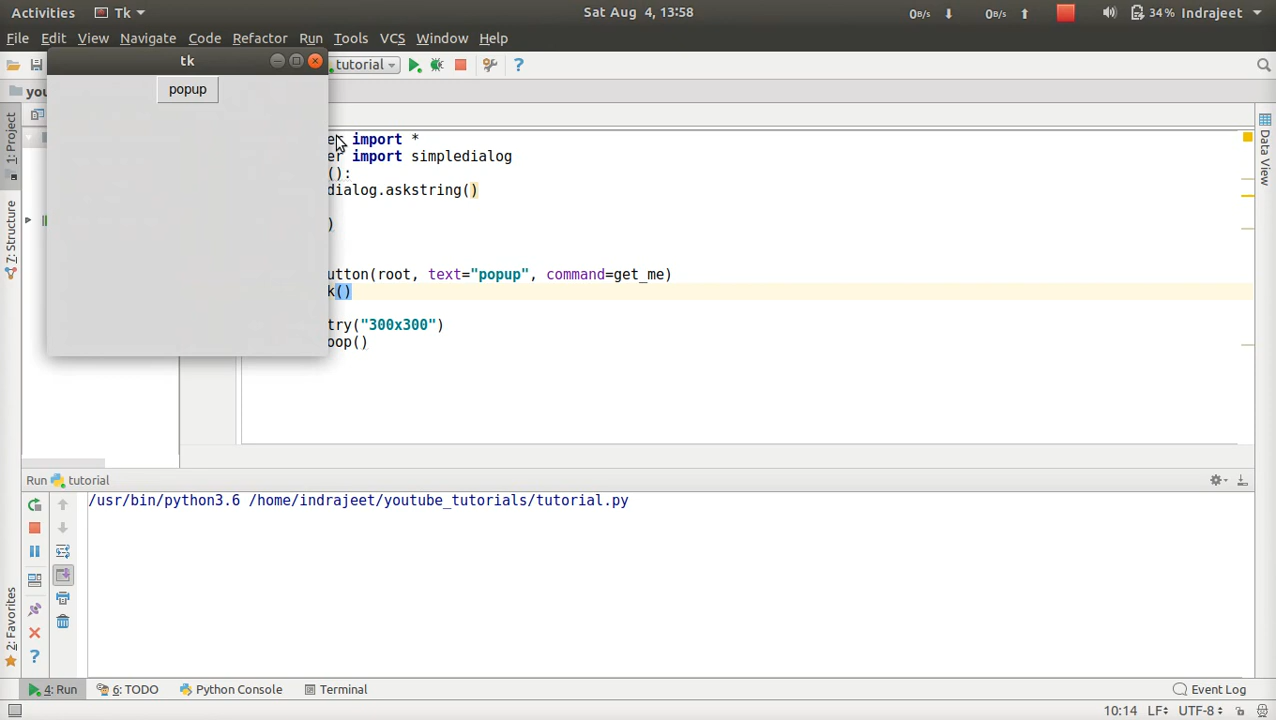 Activities Tk Sat Aug 4, 13:58 0B/s 0B/s 34% Indrajeet
File Edit View Navigate Code Refactor Run Tools VCS Window Help
tk tutorial
popup
you
import *
er import simpledialog
():
dialog.askstring()
)
utton(root, text="popup", command=get_me)
k()
try("300x300")
oop()
1: Project
7: Structure
2: Favorites
Data View
Run tutorial
/usr/bin/python3.6 /home/indrajeet/youtube_tutorials/tutorial.py
4: Run 6: TODO Python Console Terminal Event Log
10:14 LF UTF-8